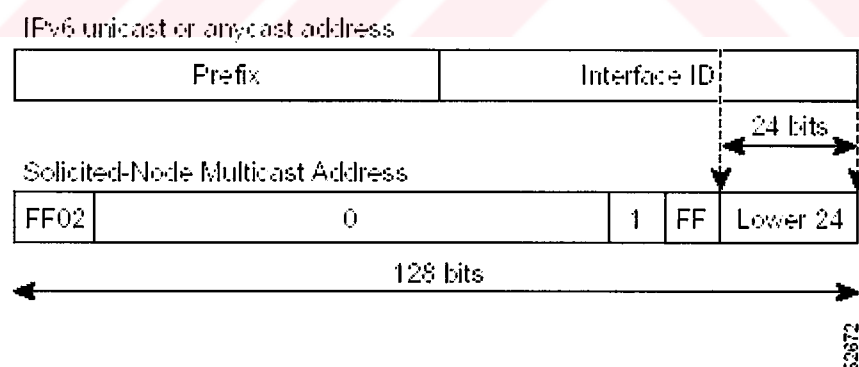 IPv6 unicast or anycast address
Prefix Interface ID
24 bits
Solicited-Node Multicast Address
FF02 0 1 FF Lower 24
128 bits
52672